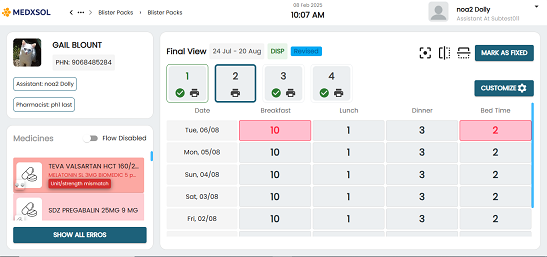 MEDXSOL
Blister Packs
Blister Packs
08 Feb 2025
10:07 AM
noa2 Dolly
Assistant At Subtest011
GAIL BLOUNT
PHN: 9068485284
Assistant: noa2 Dolly
Pharmacist: phl last
Medicines
Flow Disabled
TEVA VALSARTAN HCT 160/2...
MELATONIN SL 3MG BIOMEDIC 5 p...
Unit/strength mismatch
SDZ PREGABALIN 25MG 9 MG
SHOW ALL ERROS
Final View
24 Jul - 20 Aug
DISP
Revised
MARK AS FIXED
1
2
3
4
CUSTOMIZE
Date Breakfast Lunch Dinner Bed Time
Tue, 06/08 10 1 3 2
Mon, 05/08 10 1 3 2
Sun, 04/08 10 1 3 2
Sat, 03/08 10 1 3 2
Fri, 02/08 10 1 3 2